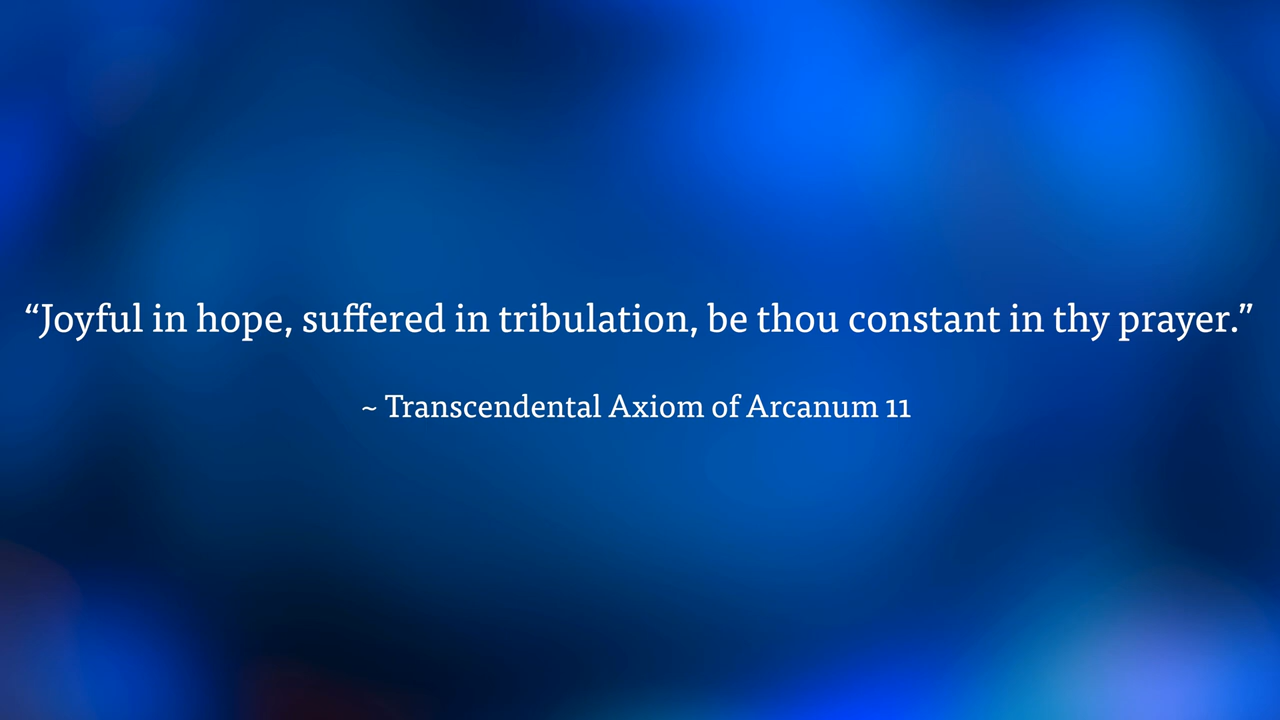 “Joyful in hope, suffered in tribulation, be thou constant in thy prayer.”
~ Transcendental Axiom of Arcanum 11